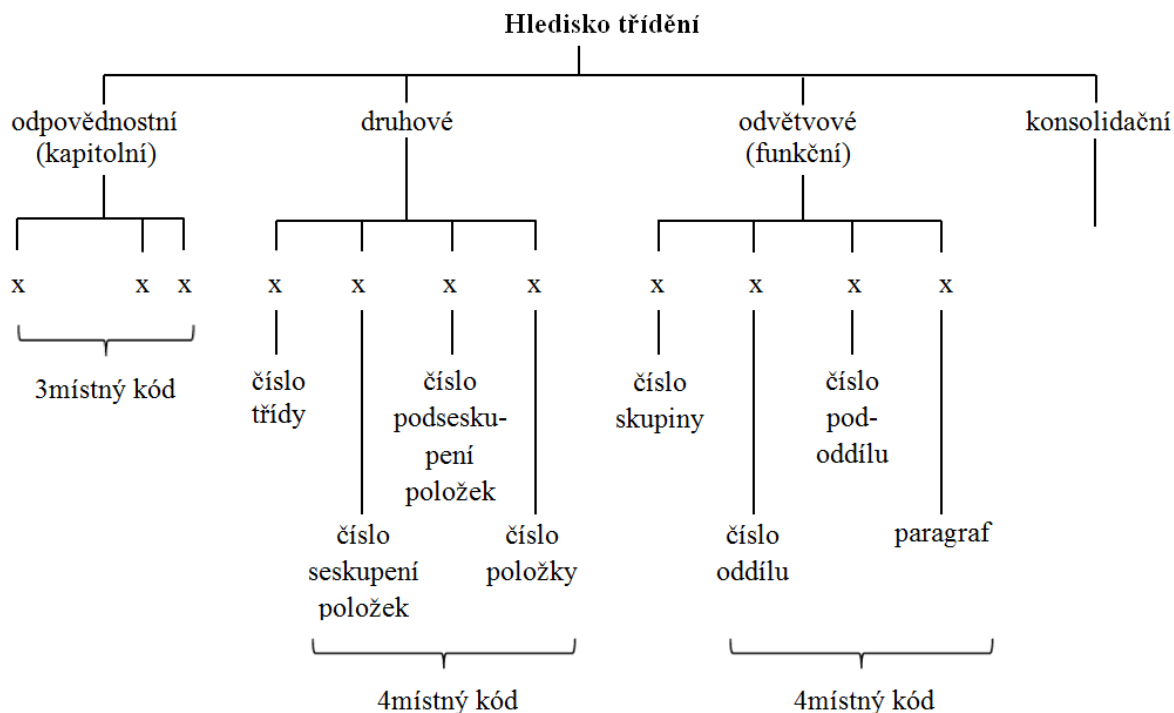 Hledisko třídění
odpovědnostní
(kapitolní)
druhové
odvětvové
(funkční)
konsolidační
x x x x x x x x x x x
3místný kód
číslo
třídy
číslo
podsesku-
pení
položek
číslo
skupiny
číslo
pod-
oddílu
číslo
seskupení
položek
číslo
položky
číslo
oddílu
paragraf
4místný kód
4místný kód